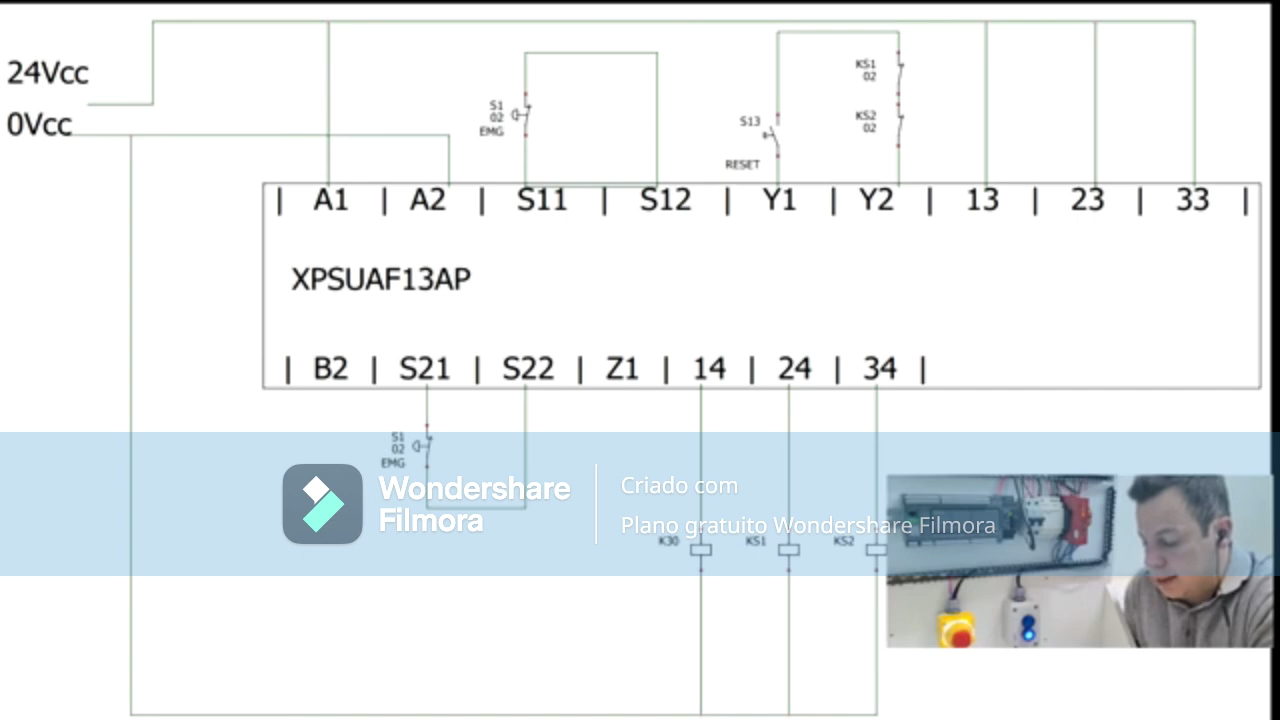 24Vcc
0Vcc
S1
02
EMG
S13
RESET
KS1
02
KS2
02
| A1 | A2 | S11 | S12 | Y1 | Y2 | 13 | 23 | 33 |
XPSUAF13AP
| B2 | S21 | S22 | Z1 | 14 | 24 | 34 |
S1
02
EMG
Wondershare
Filmora
Criado com
Plano gratuito Wondershare Filmora
K30
KS1
KS2